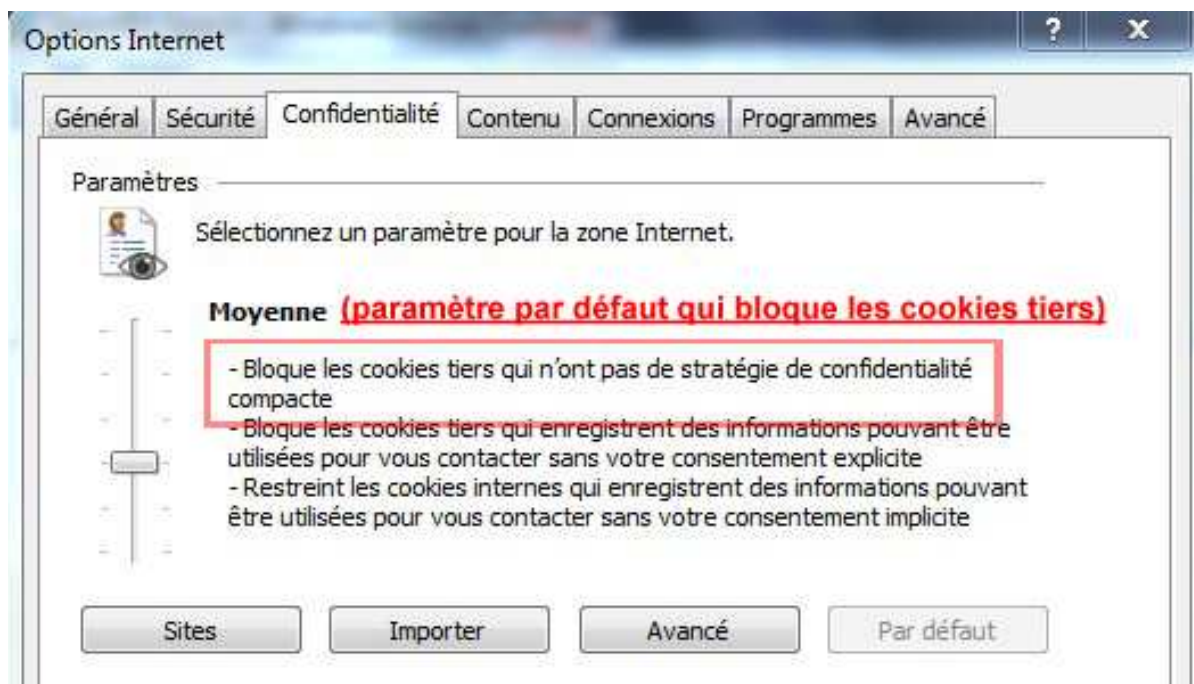 Options Internet
? X
Général Sécurité Confidentialité Contenu Connexions Programmes Avancé
Paramètres
Sélectionnez un paramètre pour la zone Internet.
Moyenne (paramètre par défaut qui bloque les cookies tiers)
- Bloque les cookies tiers qui n'ont pas de stratégie de confidentialité
compacte
- Bloque les cookies tiers qui enregistrent des informations pouvant être
utilisées pour vous contacter sans votre consentement explicite
- Restreint les cookies internes qui enregistrent des informations pouvant
être utilisées pour vous contacter sans votre consentement implicite
Sites Importer Avancé Par défaut